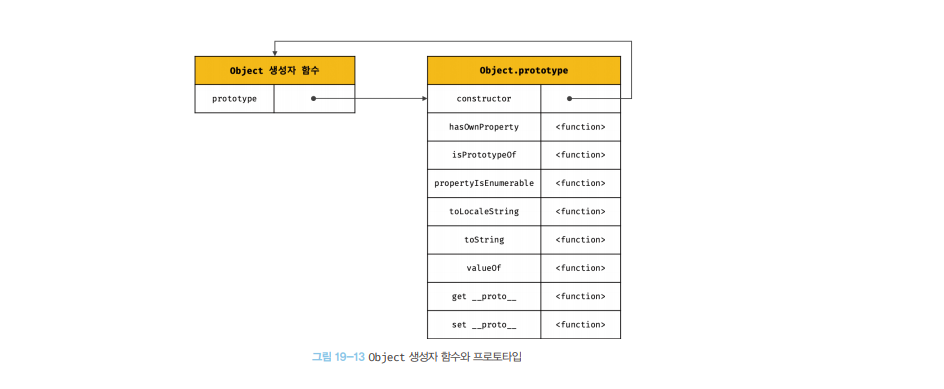 Object 생성자 함수
prototype
Object.prototype
constructor
hasOwnProperty <function>
isPrototypeOf <function>
propertyIsEnumerable <function>
toLocaleString <function>
toString <function>
valueOf <function>
get __proto__ <function>
set __proto__ <function>
그림 19-13 Object 생성자 함수와 프로토타입